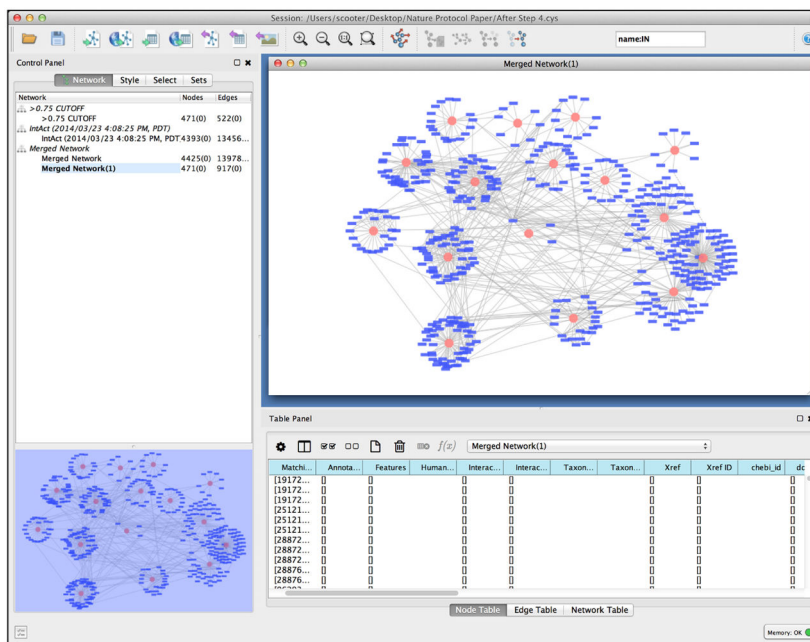 Session: /Users/scooter/Desktop/Nature Protocol Paper/After Step 4.cys
name:IN
Control Panel
Network Style Select Sets
Network Nodes Edges
>0.75 CUTOFF
>0.75 CUTOFF 471(0) 522(0)
IntAct (2014/03/23 4:08:25 PM, PDT)
IntAct (2014/03/23 4:08:25 PM, PDT 4393(0) 13456...
Merged Network
Merged Network 4425(0) 13978...
Merged Network(1) 471(0) 917(0)
Merged Network(1)
Table Panel
f(x) Merged Network(1)
Matchi... Annota... Features Human... Interac... Interac... Taxon... Taxon... Xref Xref ID chebi_id dc
[19172... [] [] [] [] [] [] []
[19172... [] [] [] [] [] [] []
[19172... [] [] [] [] [] [] []
[25121... [] [] [] [] [] [] []
[25121... [] [] [] [] [] [] []
[25121... [] [] [] [] [] [] []
[28872... [] [] [] [] [] [] []
[28872... [] [] [] [] [] [] []
[28872... [] [] [] [] [] [] []
[28876... [] [] [] [] [] [] []
[28876... [] [] [] [] [] [] []
Node Table Edge Table Network Table
Memory: OK